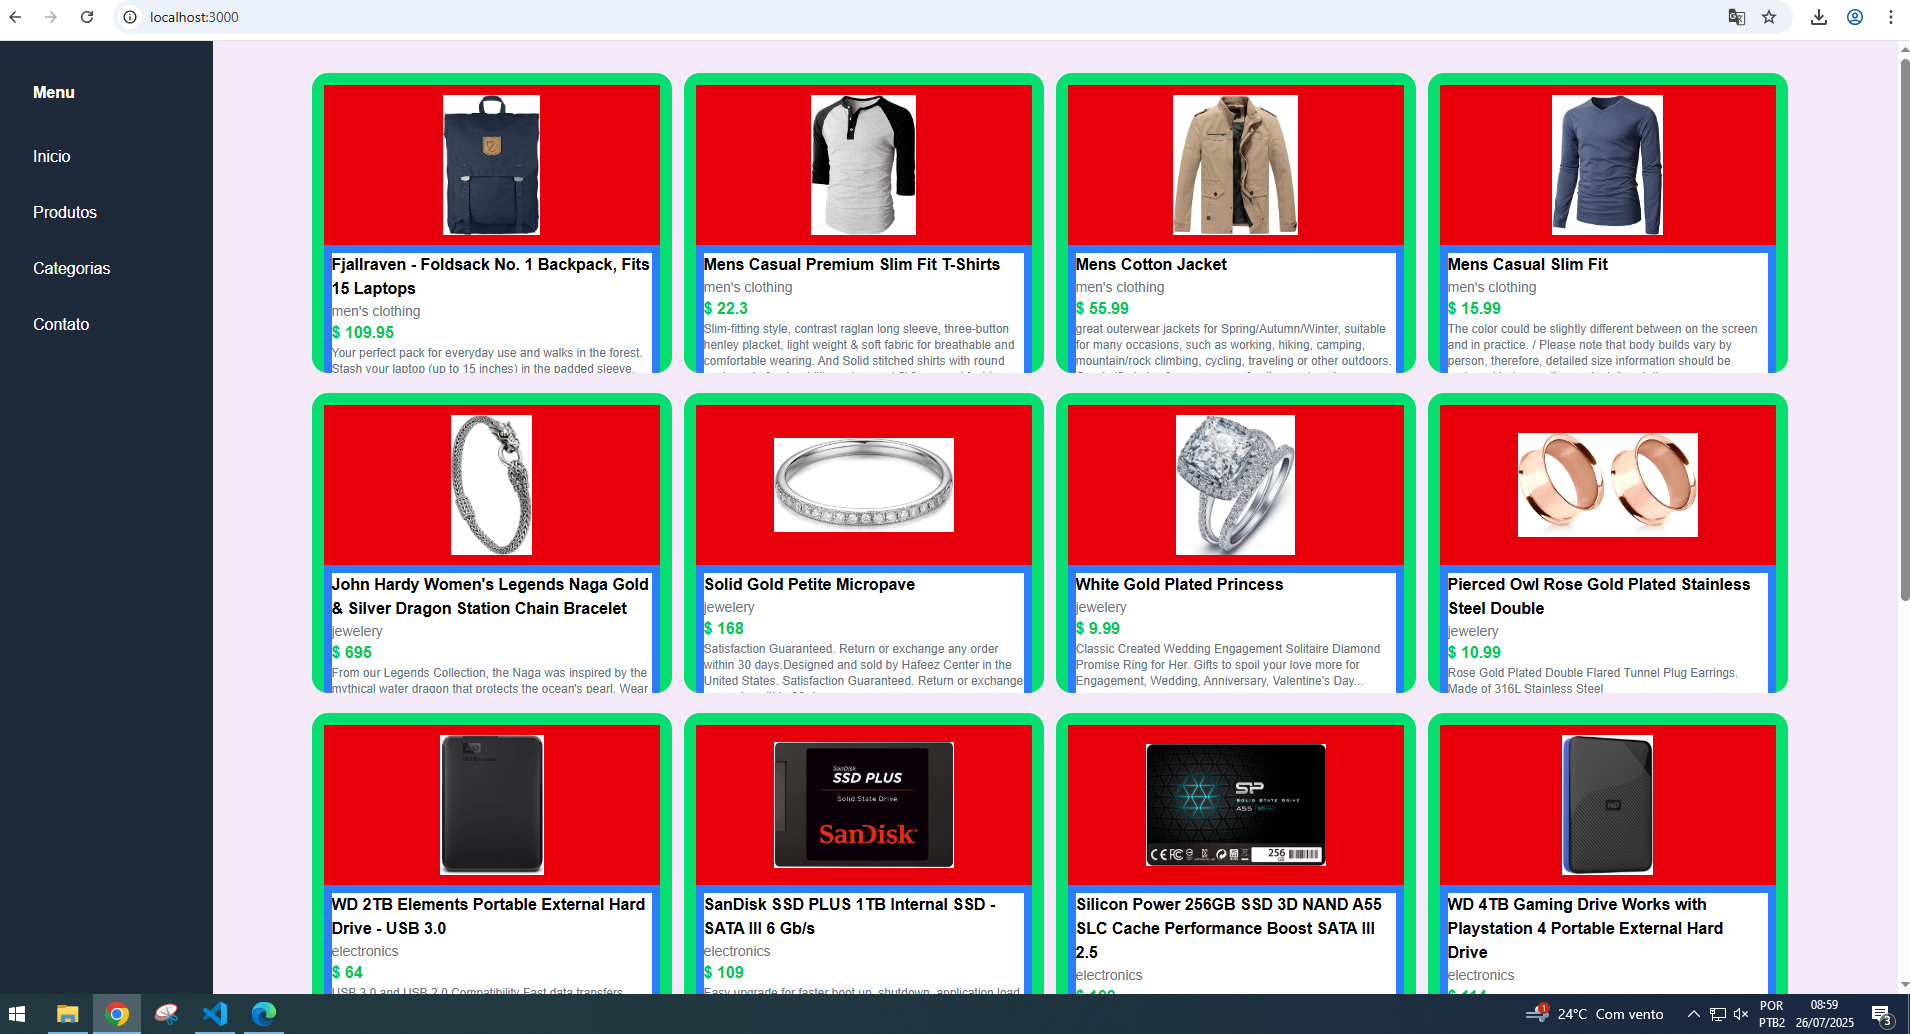 localhost:3000
Menu
Inicio
Produtos
Categorias
Contato
Fjallraven - Foldsack No. 1 Backpack, Fits
15 Laptops
men's clothing
$ 109.95
Your perfect pack for everyday use and walks in the forest.
Stash your laptop (up to 15 inches) in the padded sleeve,
Mens Casual Premium Slim Fit T-Shirts
men's clothing
$ 22.3
Slim-fitting style, contrast raglan long sleeve, three-button
henley placket, light weight & soft fabric for breathable and
comfortable wearing. And Solid stitched shirts with round
Mens Cotton Jacket
men's clothing
$ 55.99
great outerwear jackets for Spring/Autumn/Winter, suitable
for many occasions, such as working, hiking, camping,
mountain/rock climbing, cycling, traveling or other outdoors.
Mens Casual Slim Fit
men's clothing
$ 15.99
The color could be slightly different between on the screen
and in practice. / Please note that body builds vary by
person, therefore, detailed size information should be
John Hardy Women's Legends Naga Gold
& Silver Dragon Station Chain Bracelet
jewelery
$ 695
From our Legends Collection, the Naga was inspired by the
mythical water dragon that protects the ocean's pearl. Wear
Solid Gold Petite Micropave
jewelery
$ 168
Satisfaction Guaranteed. Return or exchange any order
within 30 days.Designed and sold by Hafeez Center in the
United States. Satisfaction Guaranteed. Return or exchange
White Gold Plated Princess
jewelery
$ 9.99
Classic Created Wedding Engagement Solitaire Diamond
Promise Ring for Her. Gifts to spoil your love more for
Engagement, Wedding, Anniversary, Valentine's Day...
Pierced Owl Rose Gold Plated Stainless
Steel Double
jewelery
$ 10.99
Rose Gold Plated Double Flared Tunnel Plug Earrings.
Made of 316L Stainless Steel
WD 2TB Elements Portable External Hard
Drive - USB 3.0
electronics
$ 64
USB 3.0 and USB 2.0 Compatibility Fast data transfers
SanDisk
SSD PLUS
Solid State Drive
SanDisk
SanDisk SSD PLUS 1TB Internal SSD -
SATA III 6 Gb/s
electronics
$ 109
Easy upgrade for faster boot up, shutdown, application load
SP
SOLID STATE DRIVE
A55
256
GB
Silicon Power 256GB SSD 3D NAND A55
SLC Cache Performance Boost SATA III
2.5
electronics
$ 109
WD
WD 4TB Gaming Drive Works with
Playstation 4 Portable External Hard
Drive
electronics
$ 114
1
24°C Com vento
POR
PTB2
08:59
26/07/2025
3